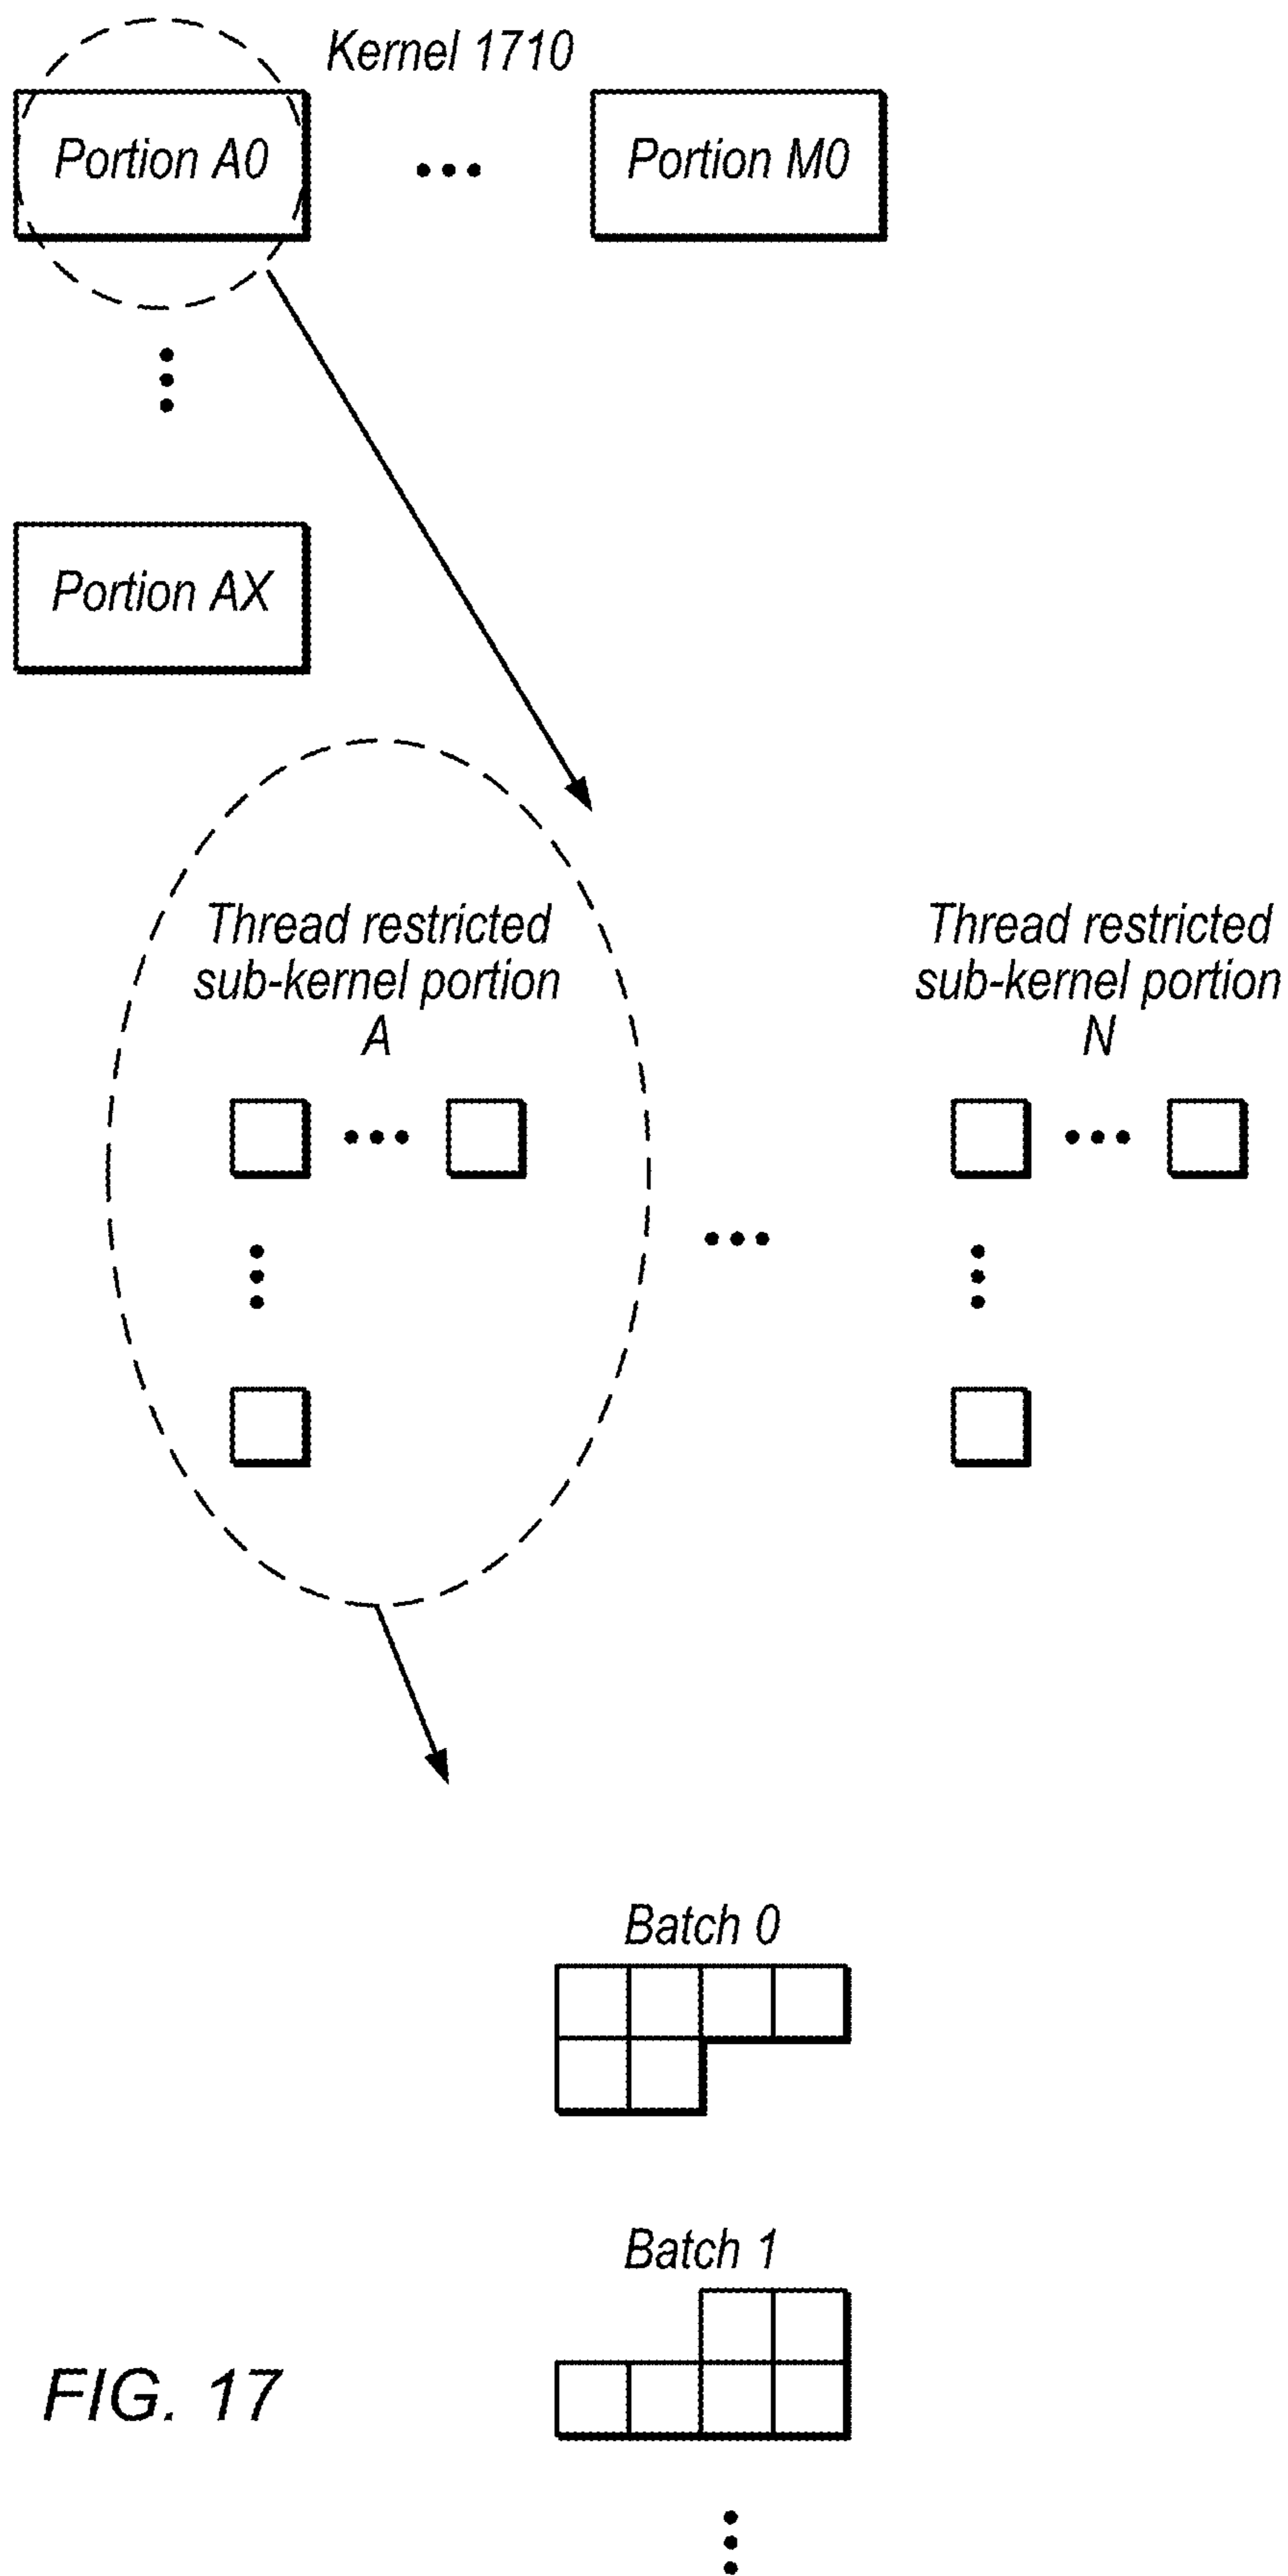 Kernel 1710
Portion A0
Portion M0
Portion AX
Thread restricted
sub-kernel portion
A
Thread restricted
sub-kernel portion
N
Batch 0
Batch 1
FIG. 17